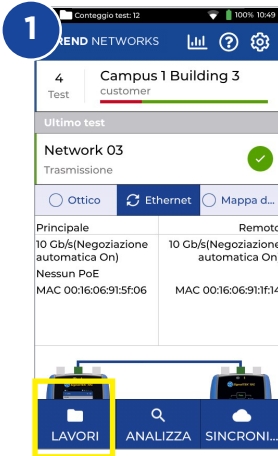 1
Conteggio test: 12
100% 10:49
REND NETWORKS
4
Test
Campus 1 Building 3
customer
Ultimo test
Network 03
Trasmissione
Ottico
Ethernet
Mappa d...
Principale
Remoto
10 Gb/s(Negoziazione
automatica On)
10 Gb/s(Negoziazione
automatica On
Nessun PoE
MAC 00:16:06:91:5f:06
MAC 00:16:06:91:1f:14
LAVORI
ANALIZZA
SINCRONI...